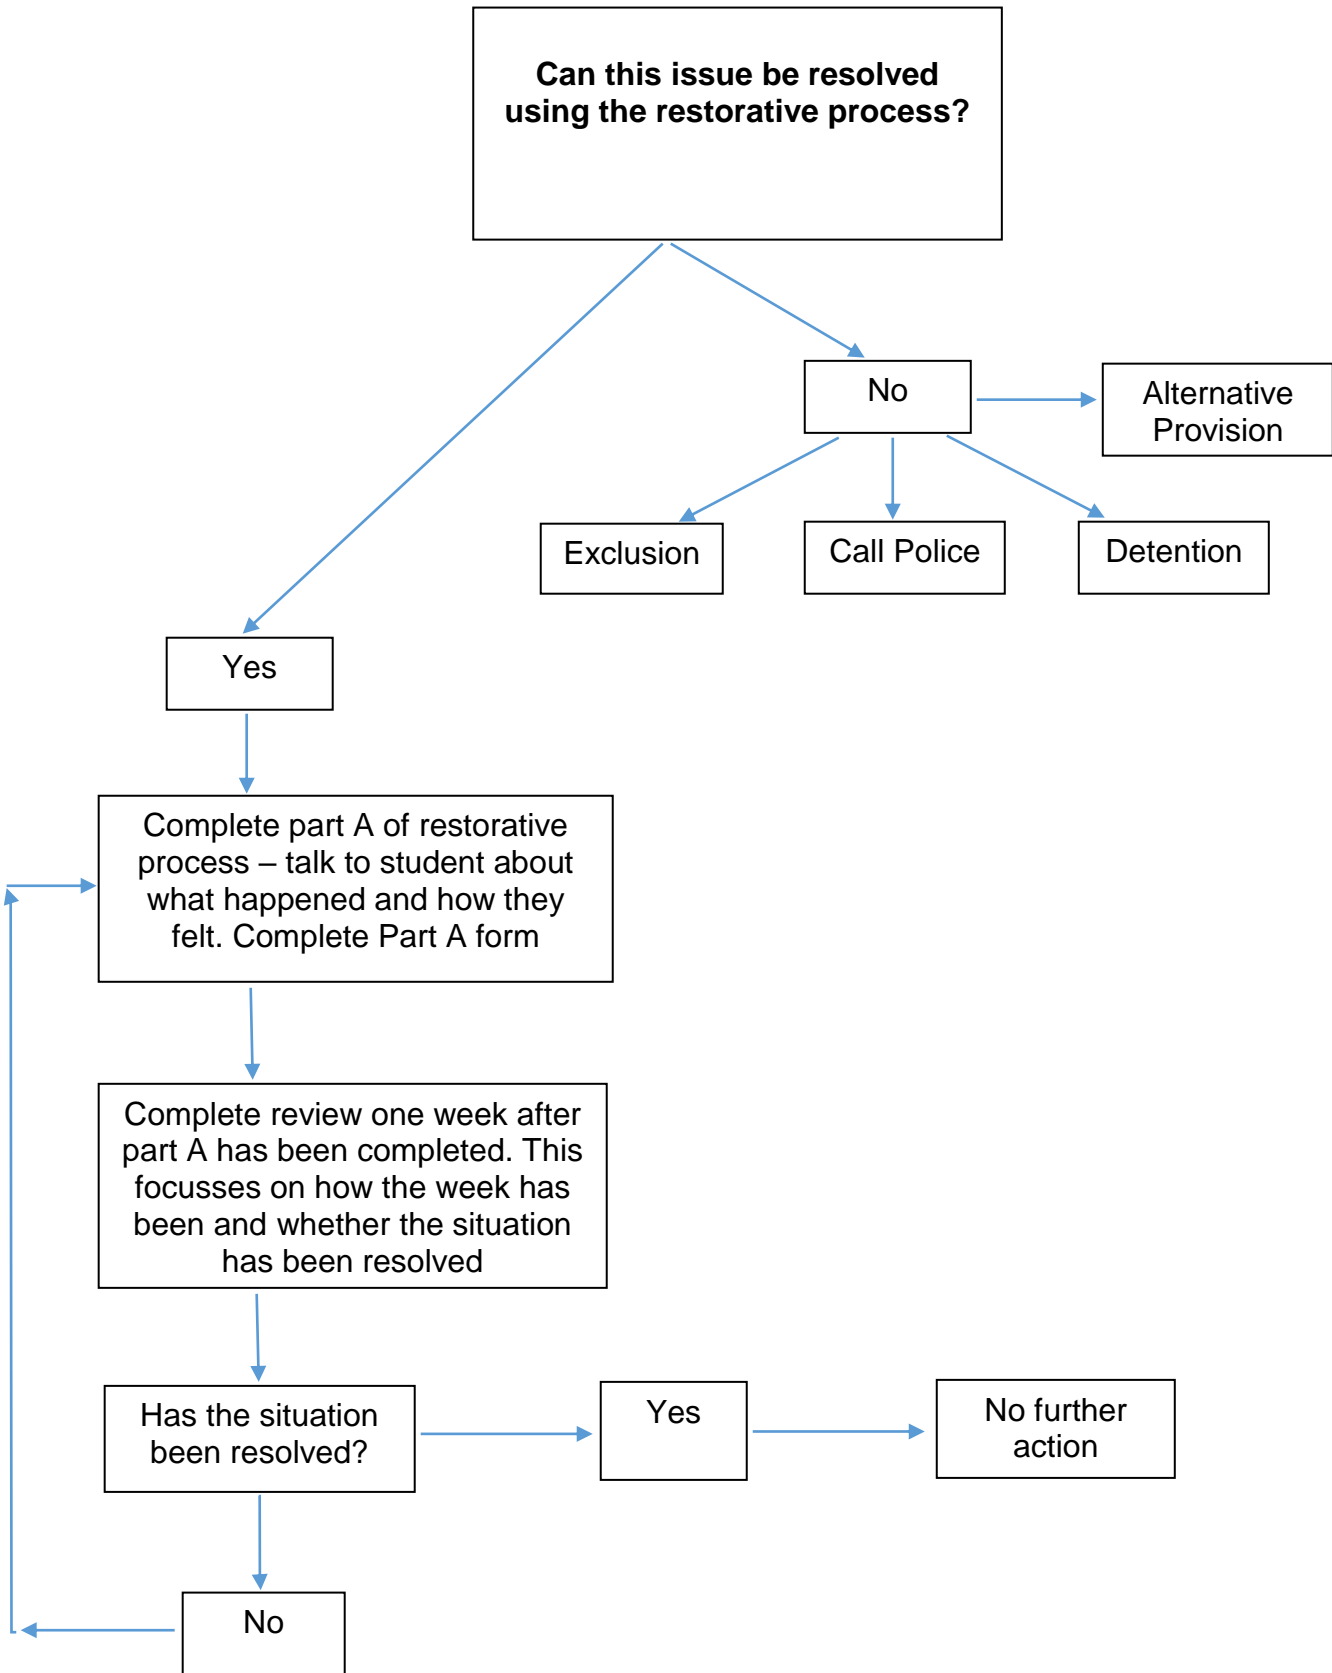 Can this issue be resolved
using the restorative process?
No
Alternative
Provision
Exclusion
Call Police
Detention
Yes
Complete part A of restorative
process – talk to student about
what happened and how they
felt. Complete Part A form
Complete review one week after
part A has been completed. This
focusses on how the week has
been and whether the situation
has been resolved
Has the situation
been resolved?
Yes
No further
action
No